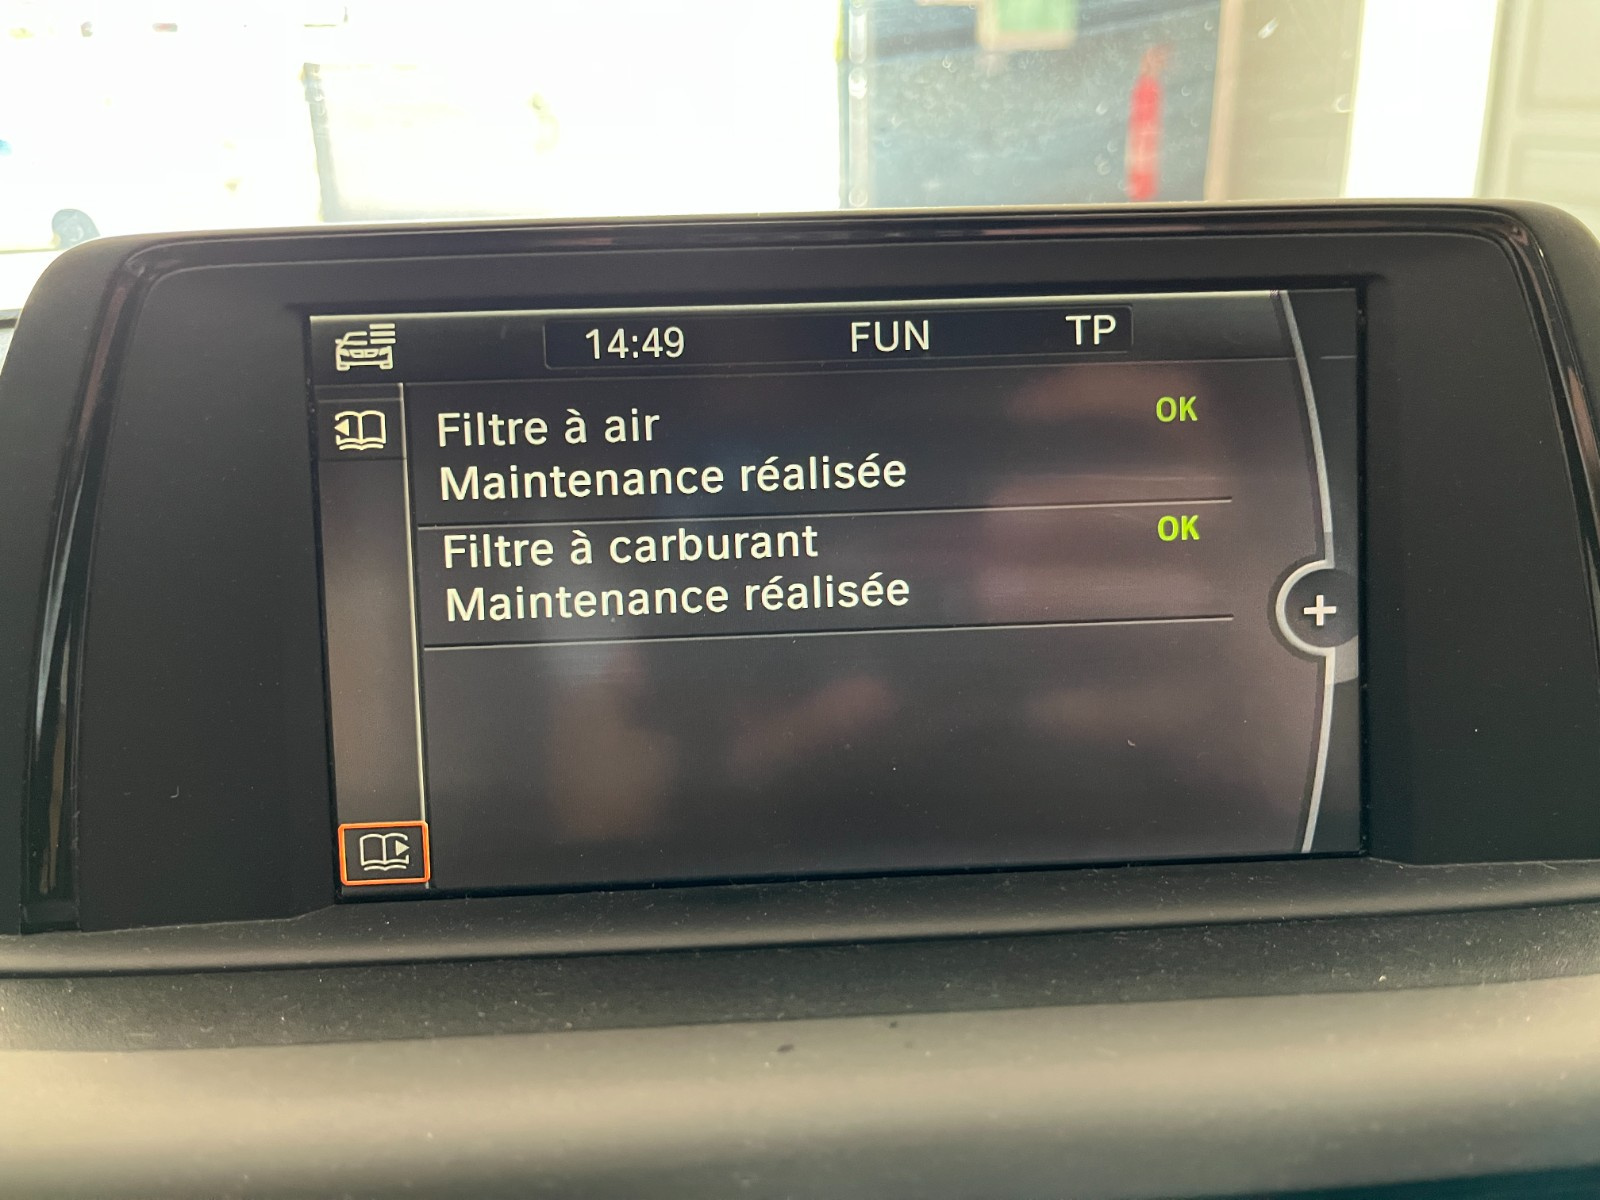 14:49 FUN TP
Filtre à air OK
Maintenance réalisée
Filtre à carburant OK
Maintenance réalisée
+